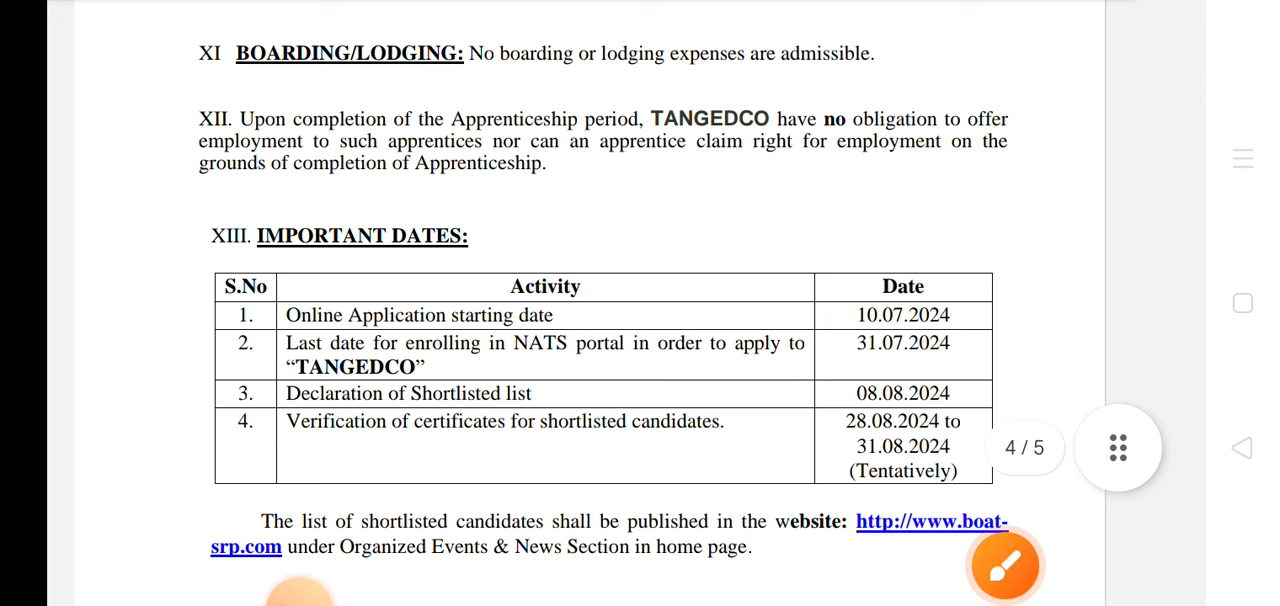 XI BOARDING/LODGING: No boarding or lodging expenses are admissible.
XII. Upon completion of the Apprenticeship period, TANGEDCO have no obligation to offer
employment to such apprentices nor can an apprentice claim right for employment on the
grounds of completion of Apprenticeship.
XIII. IMPORTANT DATES:
S.No Activity Date
1. Online Application starting date 10.07.2024
2. Last date for enrolling in NATS portal in order to apply to 31.07.2024
“TANGEDCO”
3. Declaration of Shortlisted list 08.08.2024
4. Verification of certificates for shortlisted candidates. 28.08.2024 to
31.08.2024
(Tentatively)
4 / 5
The list of shortlisted candidates shall be published in the website: http://www.boat-
srp.com under Organized Events & News Section in home page.